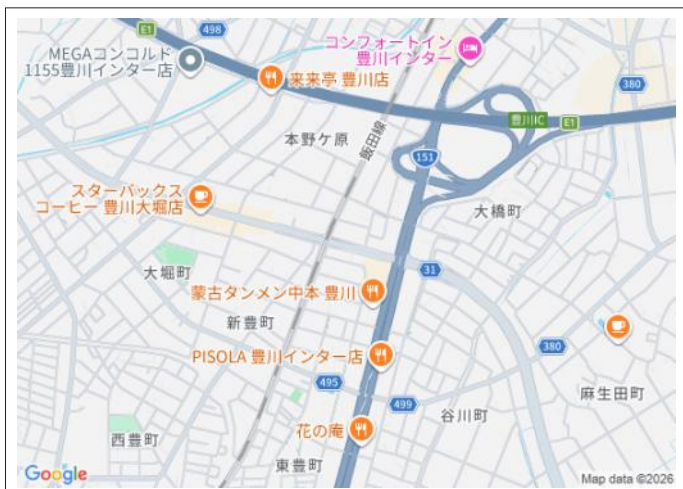 E1
498
コンフォートイン
豊川インター
MEGAコンコルド
1155豊川インター店
来来亭 豊川店
380
豊川IC
E1
本野ケ原
飯田線
151
スターバックス
コーヒー 豊川大堀店
大橋町
大堀町
31
蒙古タンメン中本 豊川
新豊町
PISOLA 豊川インター店
380
495
麻生田町
499
谷川町
花の庵
西豊町
東豊町
Google
Map data ©2026